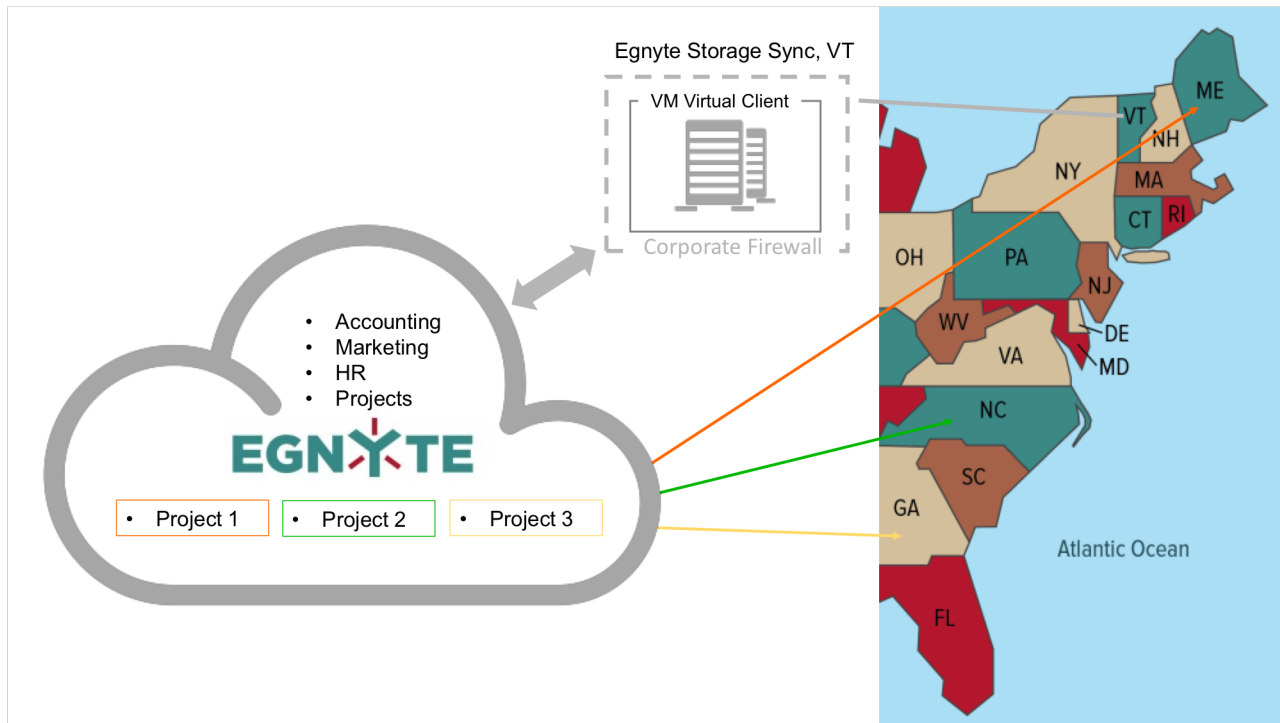 Egnyte Storage Sync, VT
VM Virtual Client
Corporate Firewall
• Accounting
• Marketing
• HR
• Projects
EGNYTE
• Project 1
• Project 2
• Project 3
ME
VT
NH
NY
MA
CT
RI
PA
OH
NJ
WV
DE
VA
MD
NC
SC
GA
Atlantic Ocean
FL